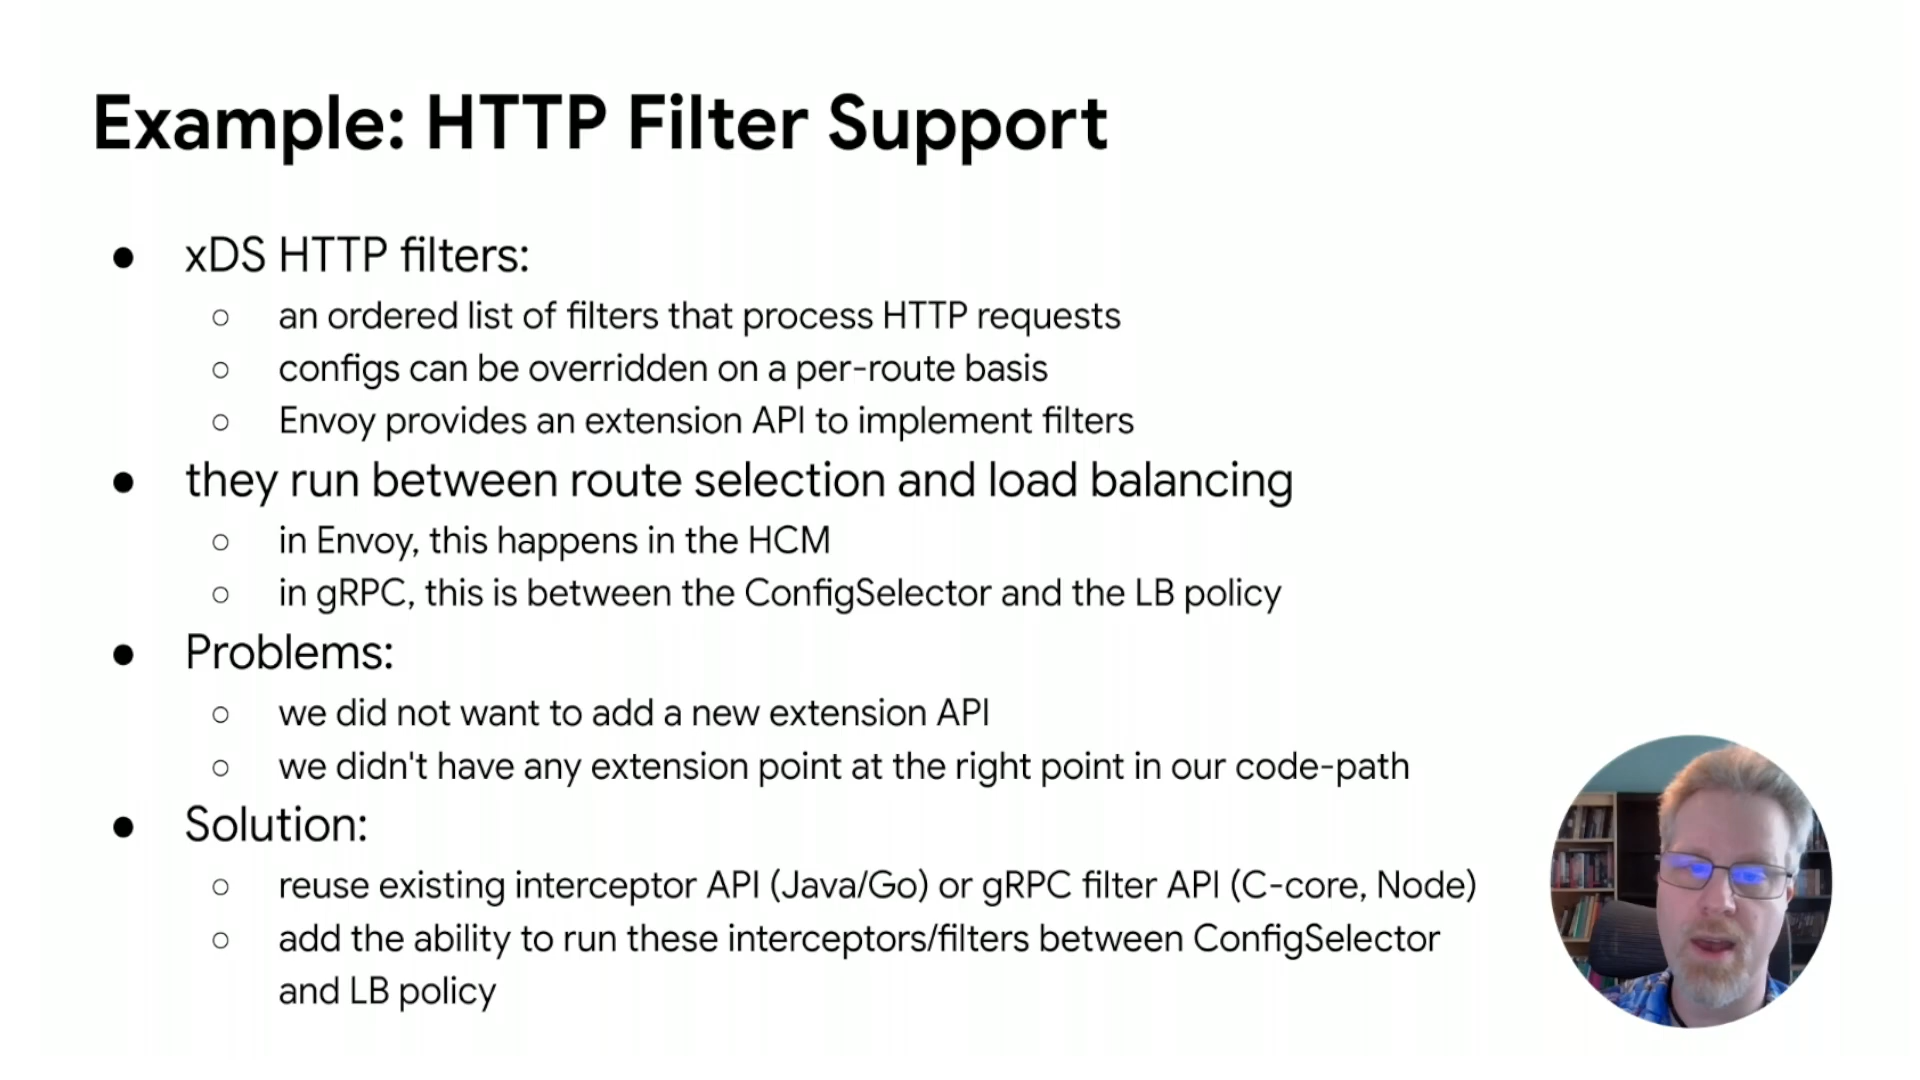 Example: HTTP Filter Support
● xDS HTTP filters:
○ an ordered list of filters that process HTTP requests
○ configs can be overridden on a per-route basis
○ Envoy provides an extension API to implement filters
● they run between route selection and load balancing
○ in Envoy, this happens in the HCM
○ in gRPC, this is between the ConfigSelector and the LB policy
● Problems:
○ we did not want to add a new extension API
○ we didn't have any extension point at the right point in our code-path
● Solution:
○ reuse existing interceptor API (Java/Go) or gRPC filter API (C-core, Node)
○ add the ability to run these interceptors/filters between ConfigSelector
and LB policy